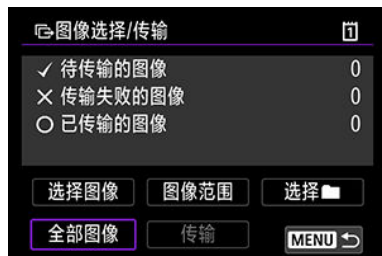 图像选择/传输 1
✓ 待传输的图像 0
✕ 传输失败的图像 0
○ 已传输的图像 0
选择图像 图像范围 选择
全部图像 传输 MENU